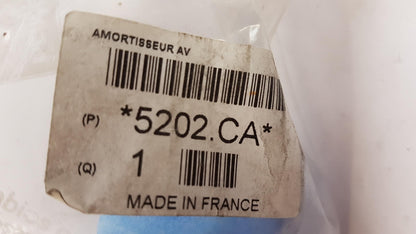 AMORTISSEUR AV
(P) *5202.CA*
(Q) 1
MADE IN FRANCE